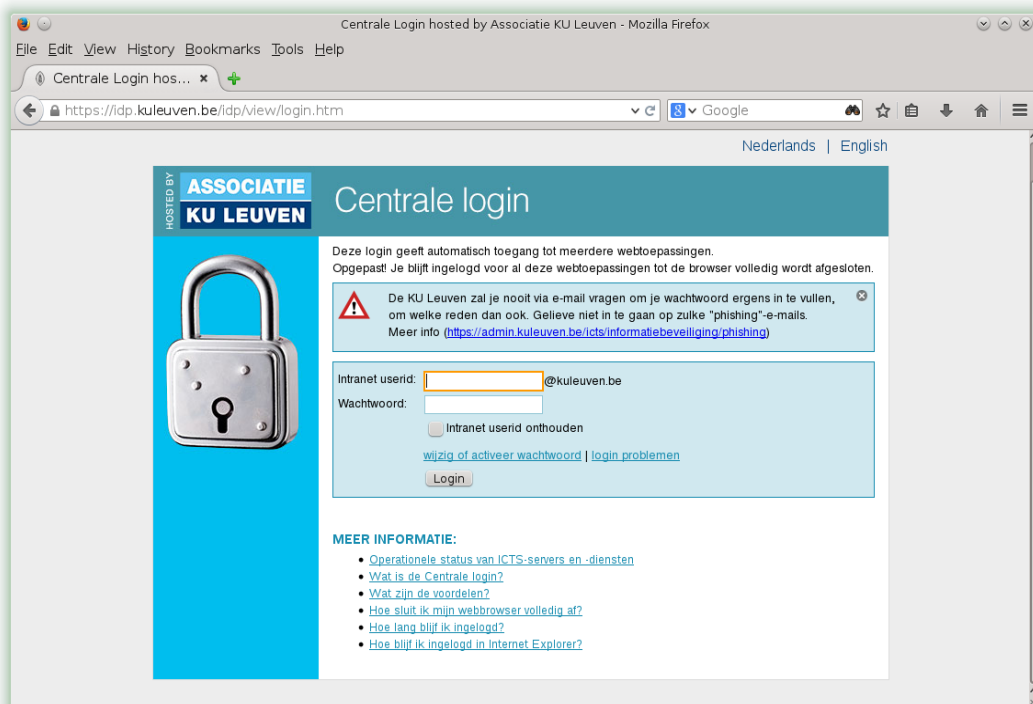 Centrale Login hosted by Associatie KU Leuven - Mozilla Firefox
File Edit View History Bookmarks Tools Help
Centrale Login hos...
https://idp.kuleuven.be/idp/view/login.htm
Google
Nederlands | English
HOSTED BY
ASSOCIATIE
KU LEUVEN
Centrale login
Deze login geeft automatisch toegang tot meerdere webtoepassingen.
Opgepast! Je blijft ingelogd voor al deze webtoepassingen tot de browser volledig wordt afgesloten.
De KU Leuven zal je nooit via e-mail vragen om je wachtwoord ergens in te vullen,
om welke reden dan ook. Gelieve niet in te gaan op zulke "phishing"-e-mails.
Meer info (https://admin.kuleuven.be/icts/informatiebeveiliging/phishing)
Intranet userid: @kuleuven.be
Wachtwoord:
Intranet userid onthouden
wijzig of activeer wachtwoord | login problemen
Login
MEER INFORMATIE:
• Operationele status van ICTS-servers en -diensten
• Wat is de Centrale login?
• Wat zijn de voordelen?
• Hoe sluit ik mijn webbrowser volledig af?
• Hoe lang blijf ik ingelogd?
• Hoe blijf ik ingelogd in Internet Explorer?